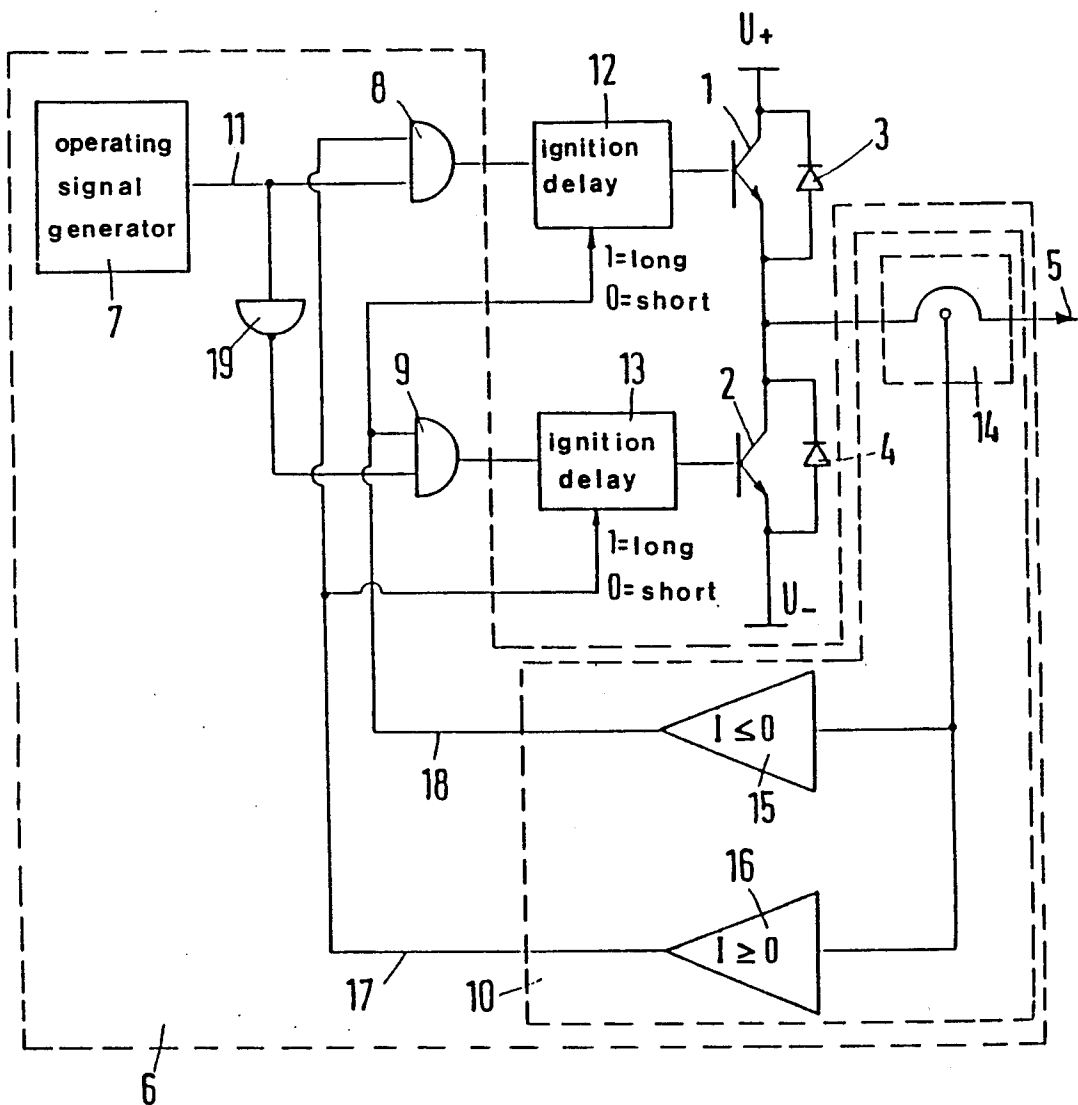 U+
12
8
1
operating
signal
generator
11
ignition
delay
3
1=long
0=short
5
7
19
9
13
2
14
ignition
delay
4
1=long
0=short
U-
I ≤ 0
18
15
16
I ≥ 0
17
10
6